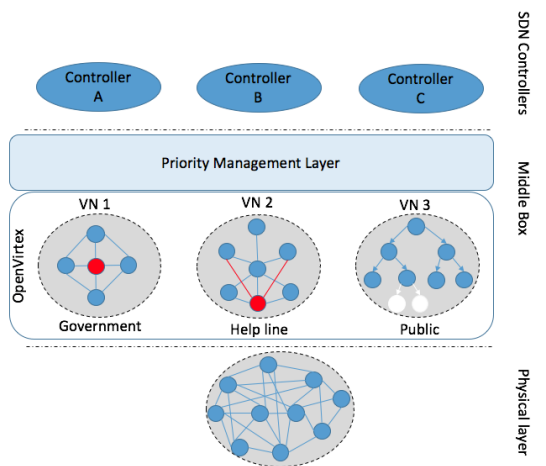 Controller
A
Controller
B
Controller
C
SDN Controllers
Priority Management Layer
Middle Box
OpenVirtex
VN 1
VN 2
VN 3
Government
Help line
Public
Physical layer